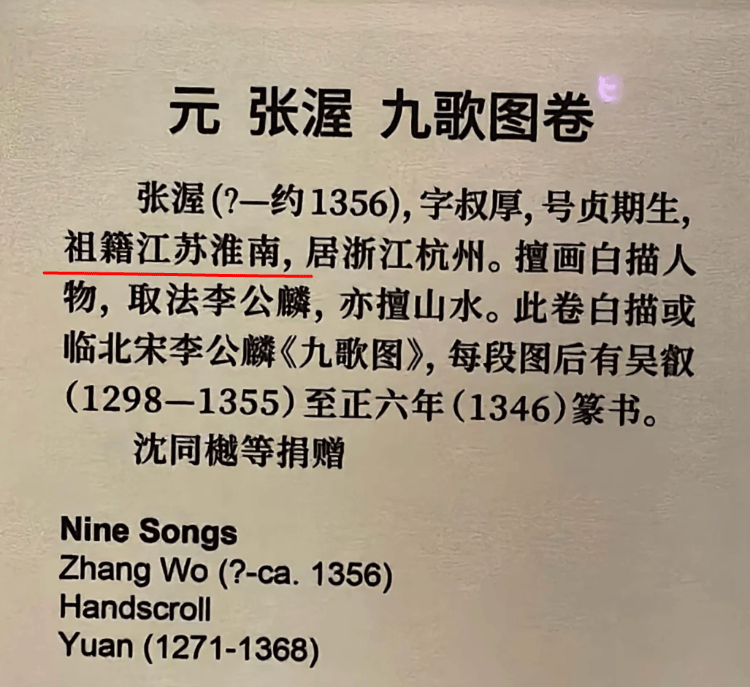 元 张渥 九歌图卷
张渥(?—约1356),字叔厚,号贞期生,
祖籍江苏淮南,居浙江杭州。擅画白描人
物,取法李公麟,亦擅山水。此卷白描或
临北宋李公麟《九歌图》,每段图后有吴叡
(1298—1355)至正六年(1346)篆书。
沈同樾等捐赠
Nine Songs
Zhang Wo (?-ca. 1356)
Handscroll
Yuan (1271-1368)